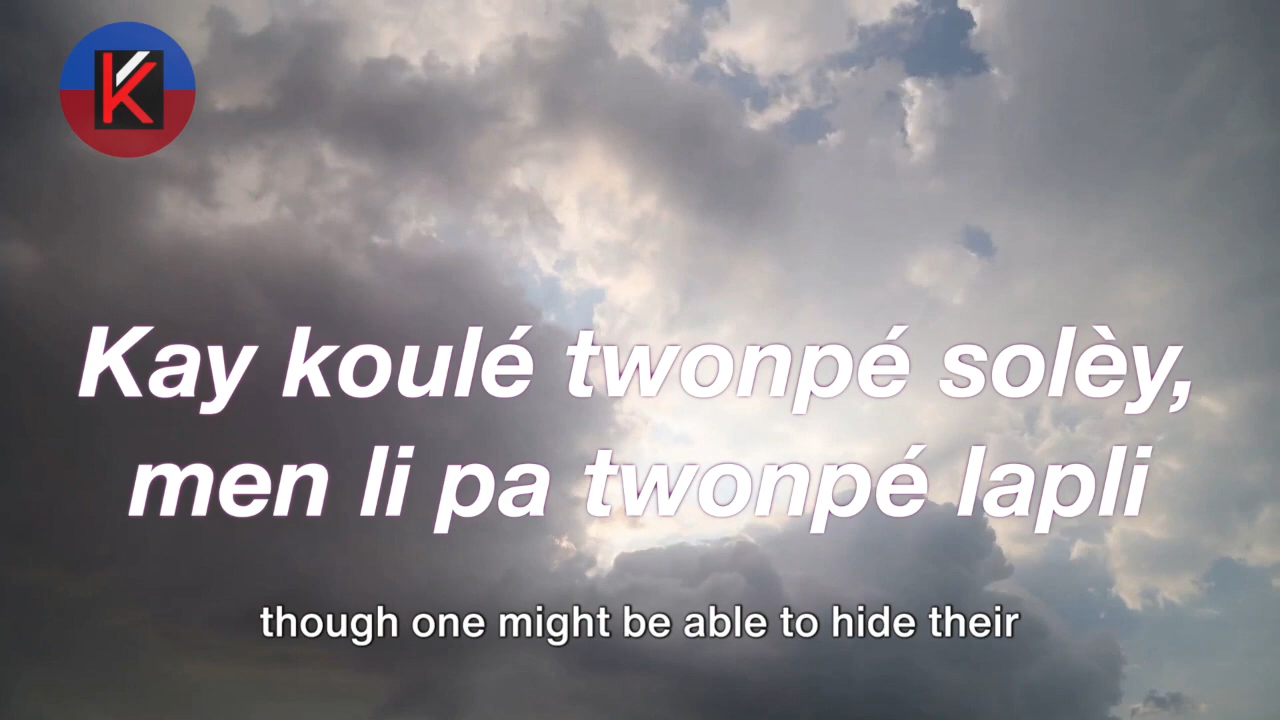 K
Kay koulé twonpé solèy,
men li pa twonpé lapli
though one might be able to hide their